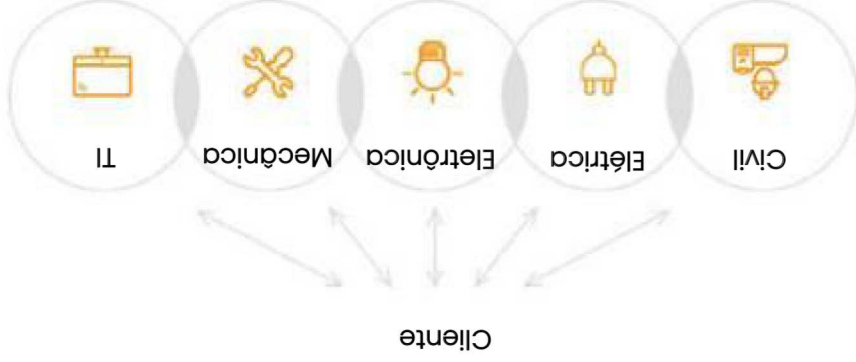 Cliente
Civil
Elétrica
Eletrônica
Mecânica
TI